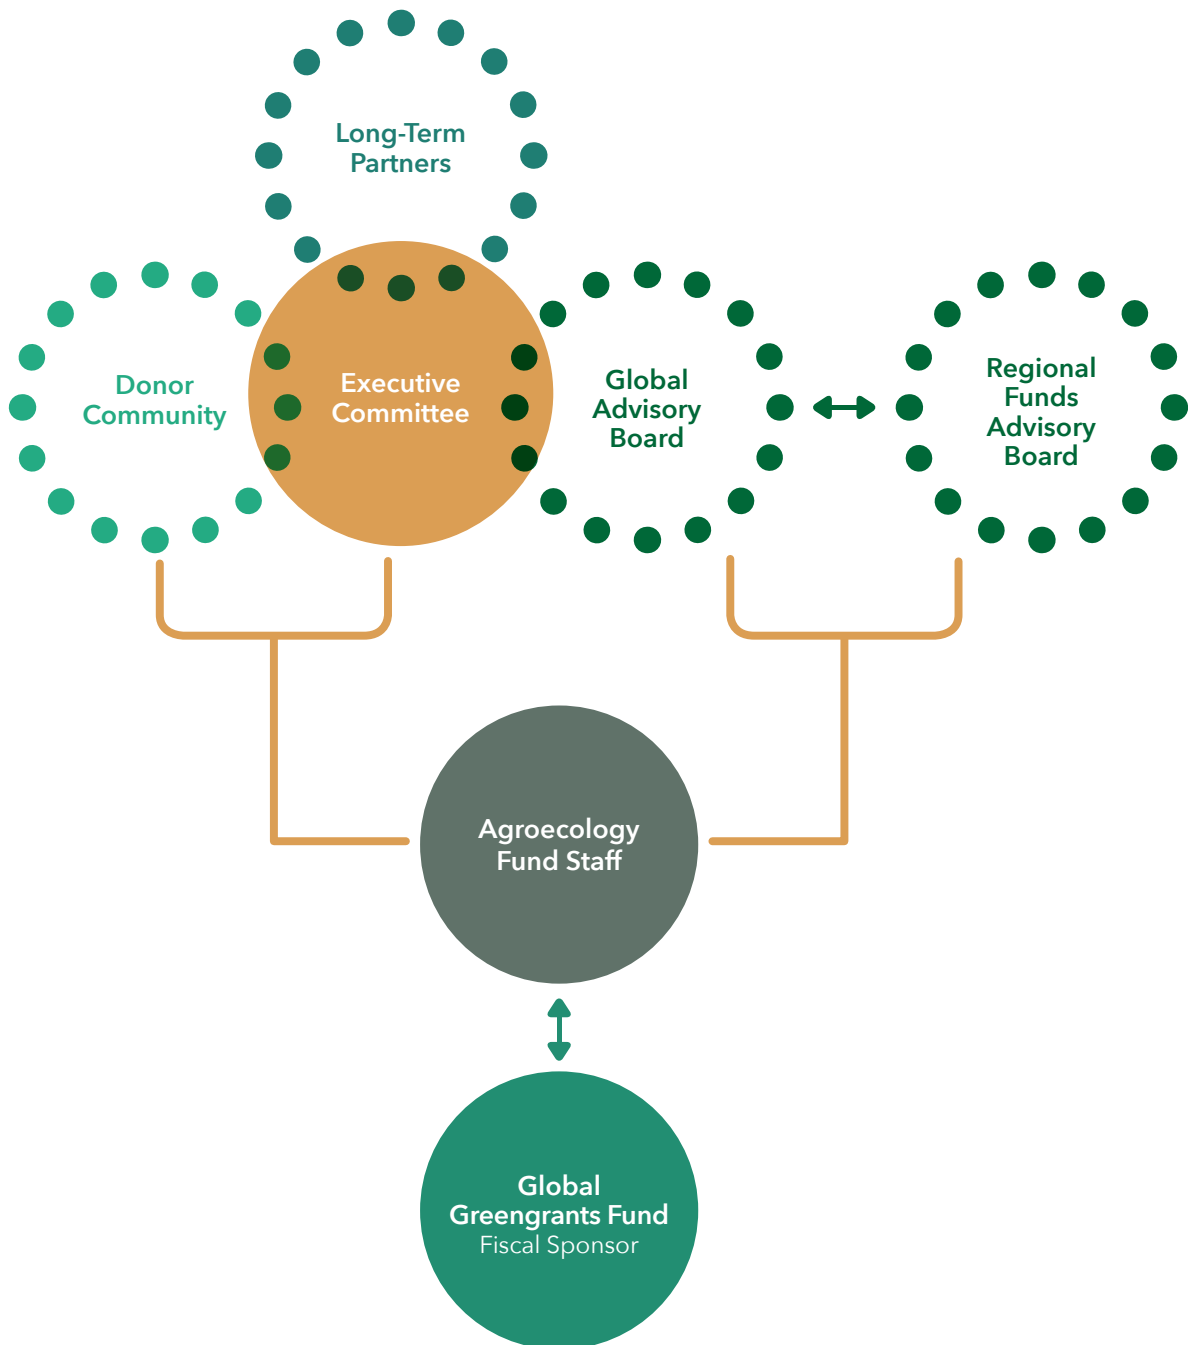 Long-Term
Partners
Donor
Community
Executive
Committee
Global
Advisory
Board
Regional
Funds
Advisory
Board
Agroecology
Fund Staff
Global
Greengrants Fund
Fiscal Sponsor